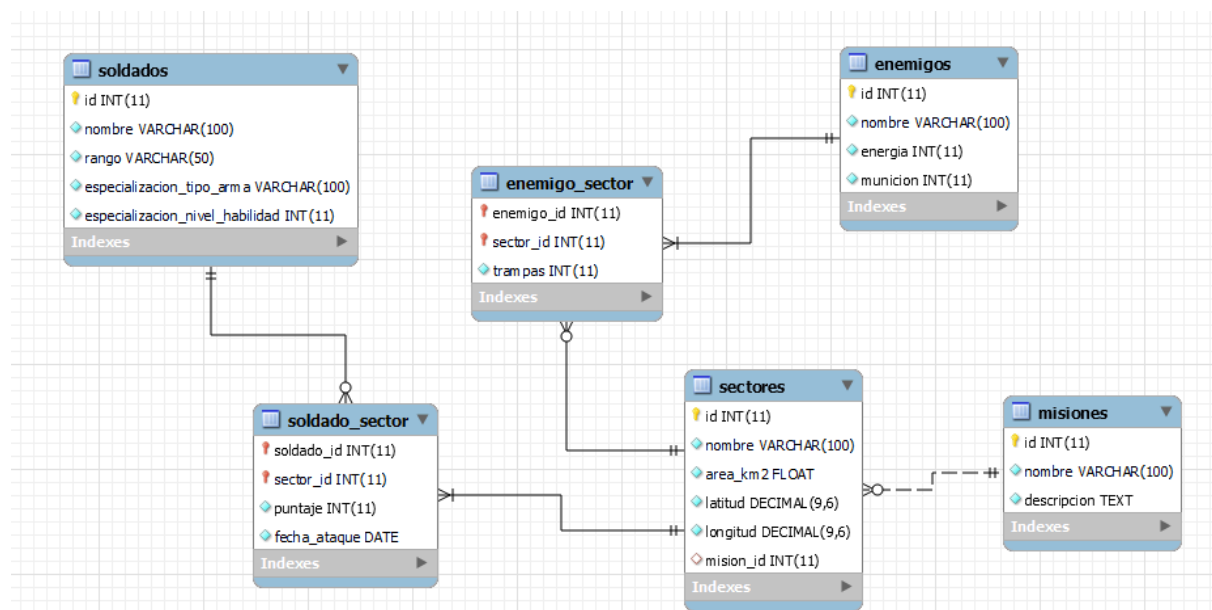 soldados
id INT(11)
nombre VARCHAR(100)
rango VARCHAR(50)
especializacion_tipo_arma VARCHAR(100)
especializacion_nivel_habilidad INT(11)
Indexes
enemigos
id INT(11)
nombre VARCHAR(100)
energia INT(11)
municion INT(11)
Indexes
enemigo_sector
enemigo_id INT(11)
sector_id INT(11)
trampas INT(11)
Indexes
soldado_sector
soldado_id INT(11)
sector_id INT(11)
puntaje INT(11)
fecha_ataque DATE
Indexes
sectores
id INT(11)
nombre VARCHAR(100)
area_km2 FLOAT
latitud DECIMAL(9,6)
longitud DECIMAL(9,6)
mision_id INT(11)
Indexes
misiones
id INT(11)
nombre VARCHAR(100)
descripcion TEXT
Indexes